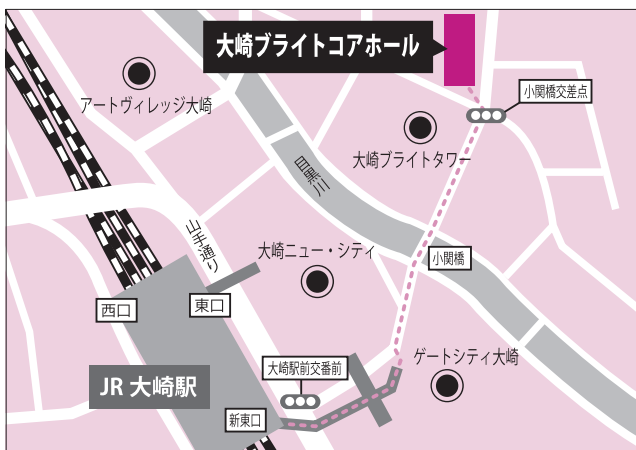 大崎ブライトコアホール
アートヴィレッジ大崎
小関橋交差点
大崎ブライトタワー
目黒川
山手通り
大崎ニュー・シティ
小関橋
西口
東口
大崎駅前交番前
ゲートシティ大崎
JR 大崎駅
新東口